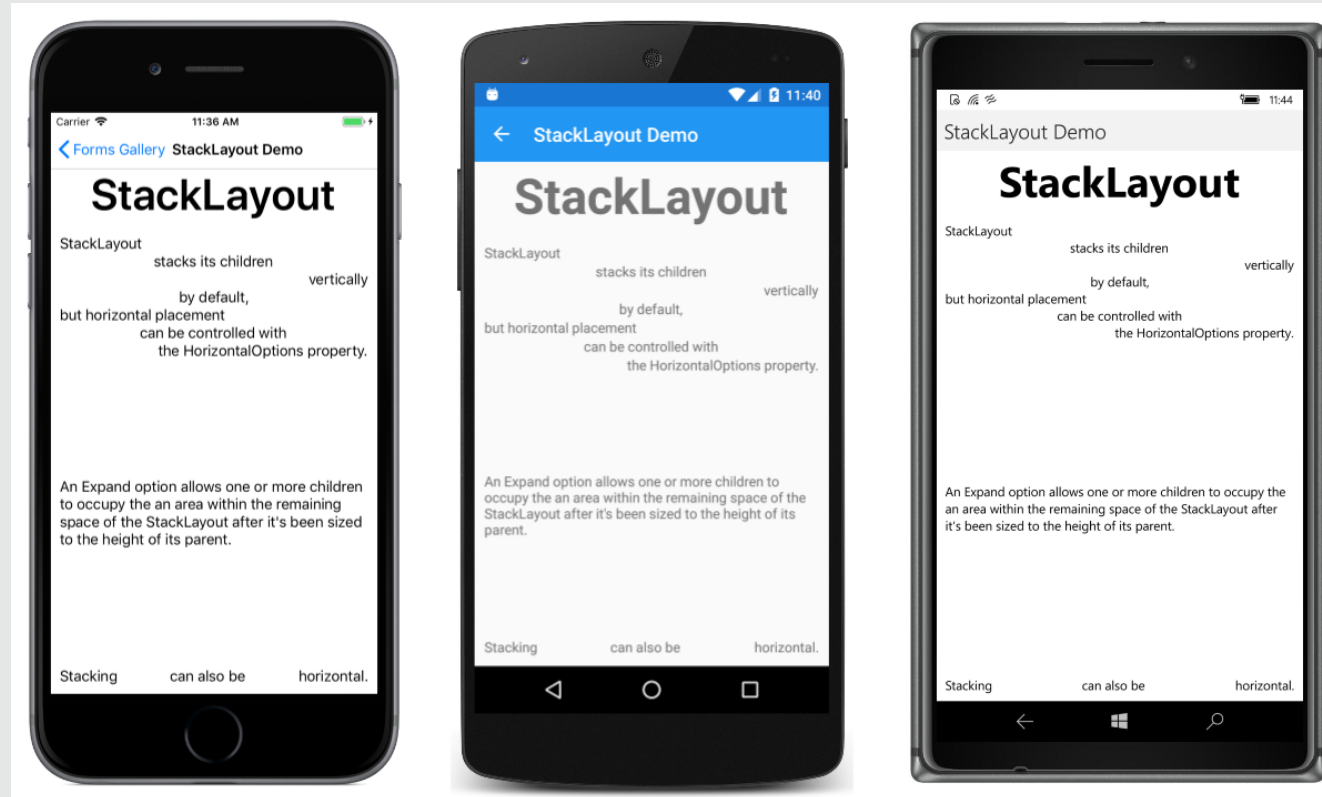 Carrier 11:36 AM
Forms Gallery StackLayout Demo
StackLayout
StackLayout
stacks its children
vertically
by default,
but horizontal placement
can be controlled with
the HorizontalOptions property.
An Expand option allows one or more children
to occupy the an area within the remaining
space of the StackLayout after it's been sized
to the height of its parent.
Stacking can also be horizontal.
11:40
StackLayout Demo
StackLayout
StackLayout
stacks its children
vertically
by default,
but horizontal placement
can be controlled with
the HorizontalOptions property.
An Expand option allows one or more children to
occupy the an area within the remaining space of the
StackLayout after it's been sized to the height of its
parent.
Stacking can also be horizontal.
11:44
StackLayout Demo
StackLayout
StackLayout
stacks its children
vertically
by default,
but horizontal placement
can be controlled with
the HorizontalOptions property.
An Expand option allows one or more children to occupy the
an area within the remaining space of the StackLayout after
it's been sized to the height of its parent.
Stacking can also be horizontal.